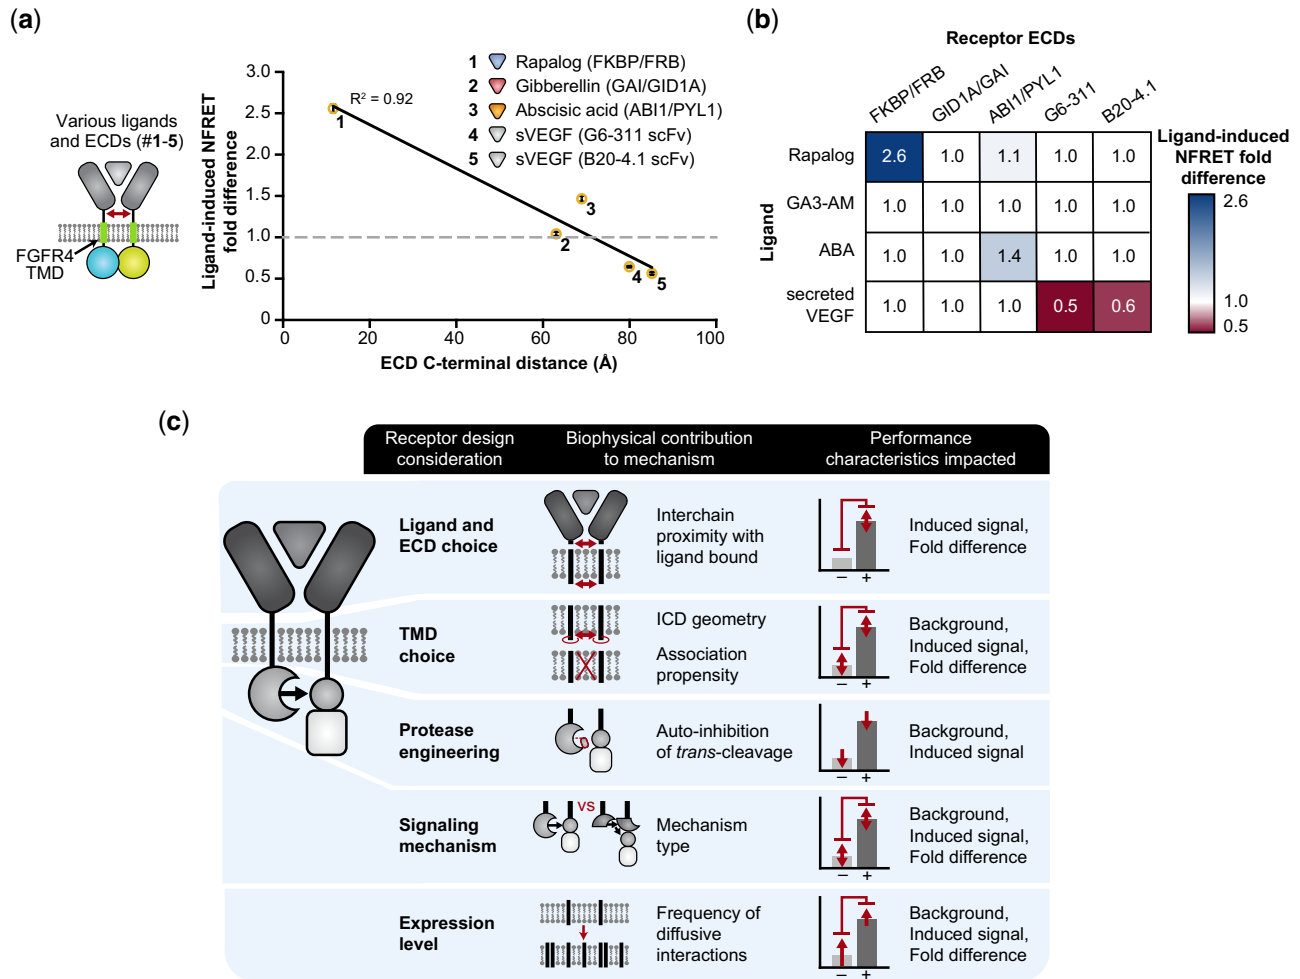 (a)
Various ligands
and ECDs (#1-5)
FGFR4
TMD
Ligand-induced NFRET
fold difference
3.0
2.5
2.0
1.5
1.0
0.5
0
R² = 0.92
1
2
3
4
5
1 Rapalog (FKBP/FRB)
2 Gibberellin (GAI/GID1A)
3 Abscisic acid (ABI1/PYL1)
4 sVEGF (G6-311 scFv)
5 sVEGF (B20-4.1 scFv)
0 20 40 60 80 100
ECD C-terminal distance (Å)
(b)
Receptor ECDs
FKBP/FRB
GID1A/GAI
ABI1/PYL1
G6-311
B20-4.1
Ligand
Rapalog 2.6 1.0 1.1 1.0 1.0
GA3-AM 1.0 1.0 1.0 1.0 1.0
ABA 1.0 1.0 1.4 1.0 1.0
secreted
VEGF 1.0 1.0 1.0 0.5 0.6
Ligand-induced
NFRET fold
difference
2.6
1.0
0.5
(c)
Receptor design
consideration
Biophysical contribution
to mechanism
Performance
characteristics impacted
Ligand and
ECD choice
Interchain
proximity with
ligand bound
– +
Induced signal,
Fold difference
TMD
choice
ICD geometry
Association
propensity
– +
Background,
Induced signal,
Fold difference
Protease
engineering
Auto-inhibition
of trans-cleavage
– +
Background,
Induced signal
Signaling
mechanism
VS
Mechanism
type
– +
Background,
Induced signal,
Fold difference
Expression
level
Frequency of
diffusive
interactions
– +
Background,
Induced signal,
Fold difference